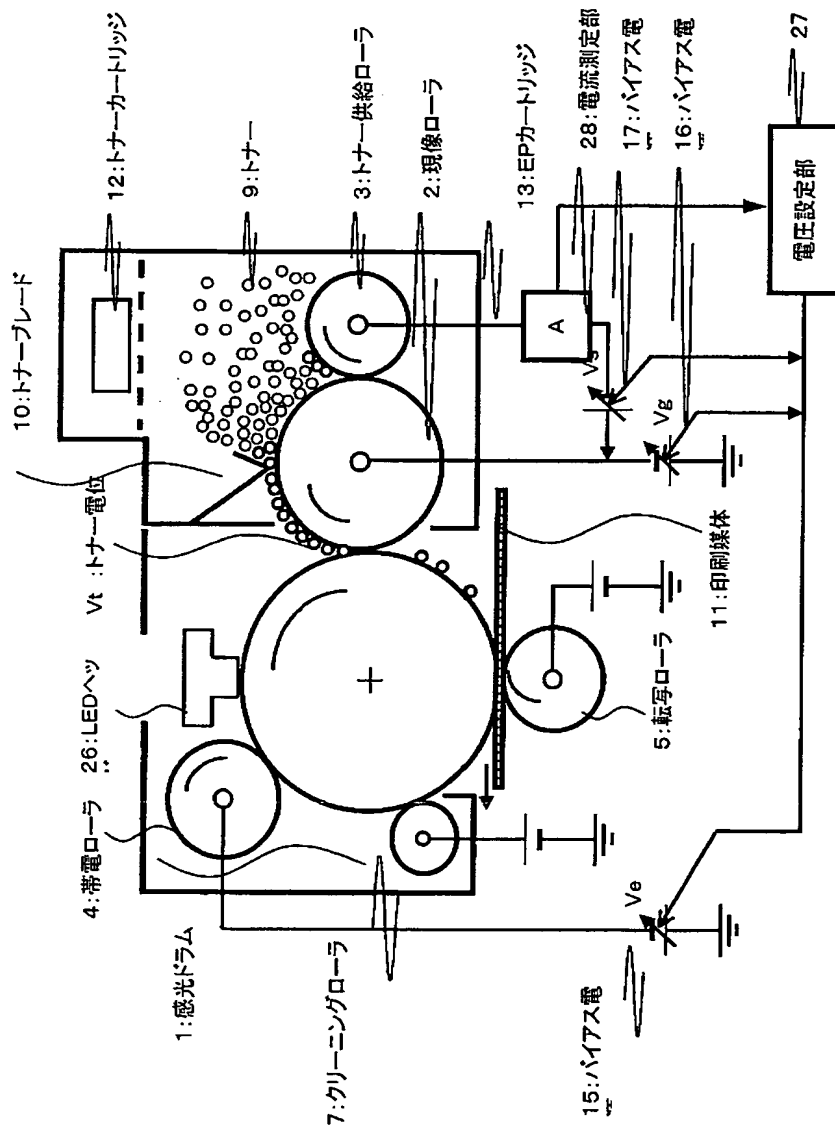 12:トナーカートリッジ
9:トナー
3:トナー供給ローラ
2:現像ローラ
13:EPカートリッジ
28:電流測定部
17:バイアス電
16:バイアス電
27
10:トナーブレード
Vt :トナー電位
26:LEDヘッ
4:帯電ローラ
1:感光ドラム
7:クリーニングローラ
15:バイアス電
5:転写ローラ
11:印刷媒体
A
Vs
Vg
Ve
電圧設定部